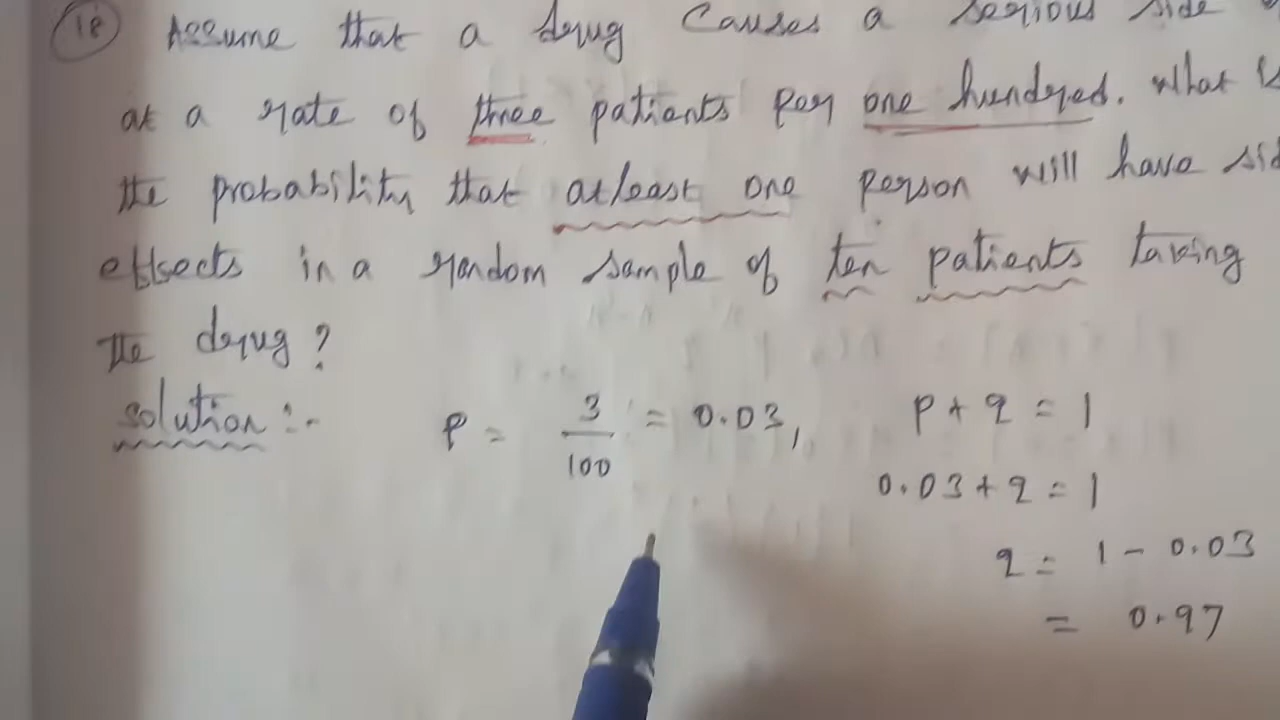 18 Assume that a drug causes a serious side
at a rate of three patients per one hundred. What is
the probability that atleast one person will have sid
effsects in a random sample of ten patients taking
the drug?
Solution :- P = 3/100 = 0.03, P + q = 1
0.03 + q = 1
q = 1 - 0.03
= 0.97